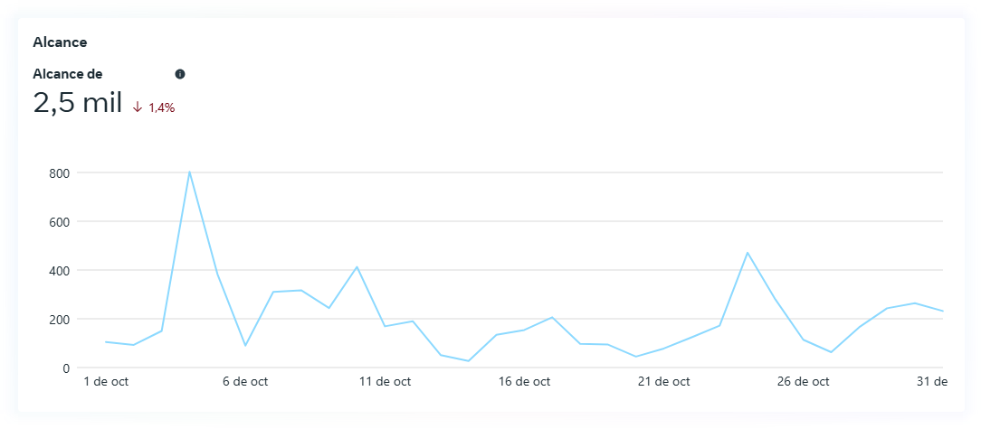 Alcance
Alcance de
2,5 mil ↓ 1,4%
800
600
400
200
0
1 de oct 6 de oct 11 de oct 16 de oct 21 de oct 26 de oct 31 de